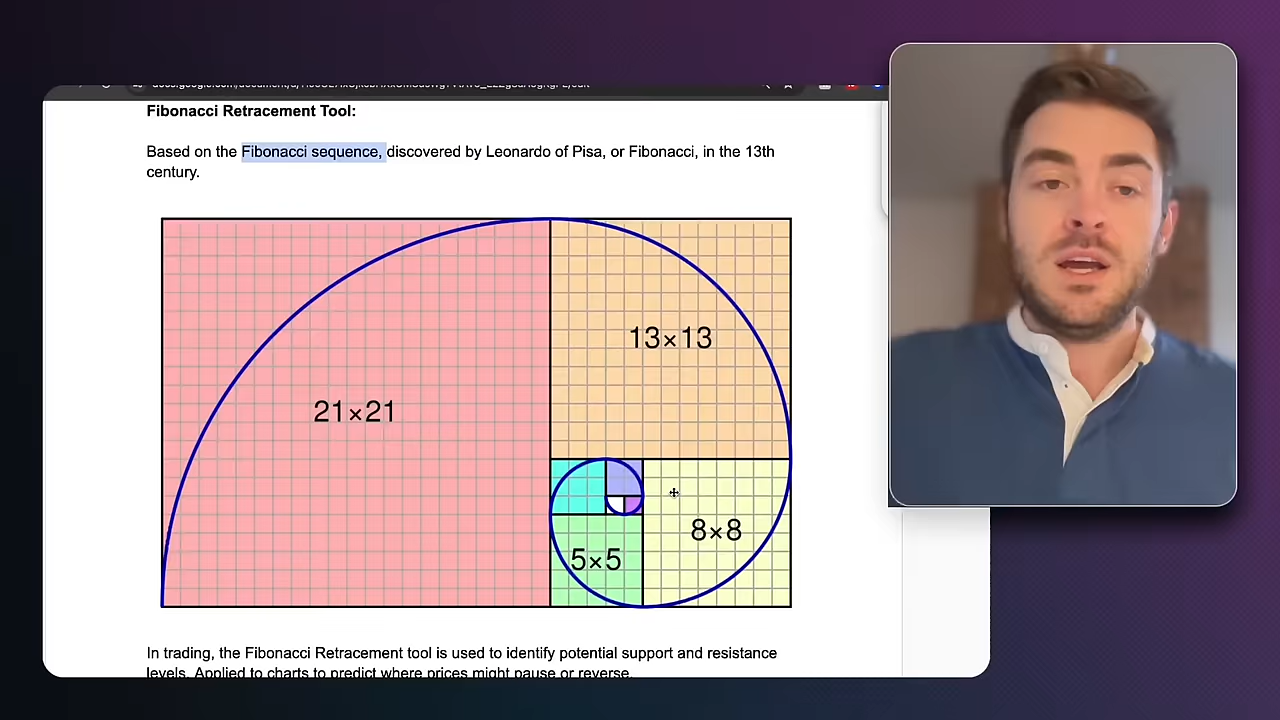 Fibonacci Retracement Tool:
Based on the Fibonacci sequence, discovered by Leonardo of Pisa, or Fibonacci, in the 13th
century.
13×13
21×21
8×8
5×5
In trading, the Fibonacci Retracement tool is used to identify potential support and resistance
levels. Applied to charts to predict where prices might pause or reverse.